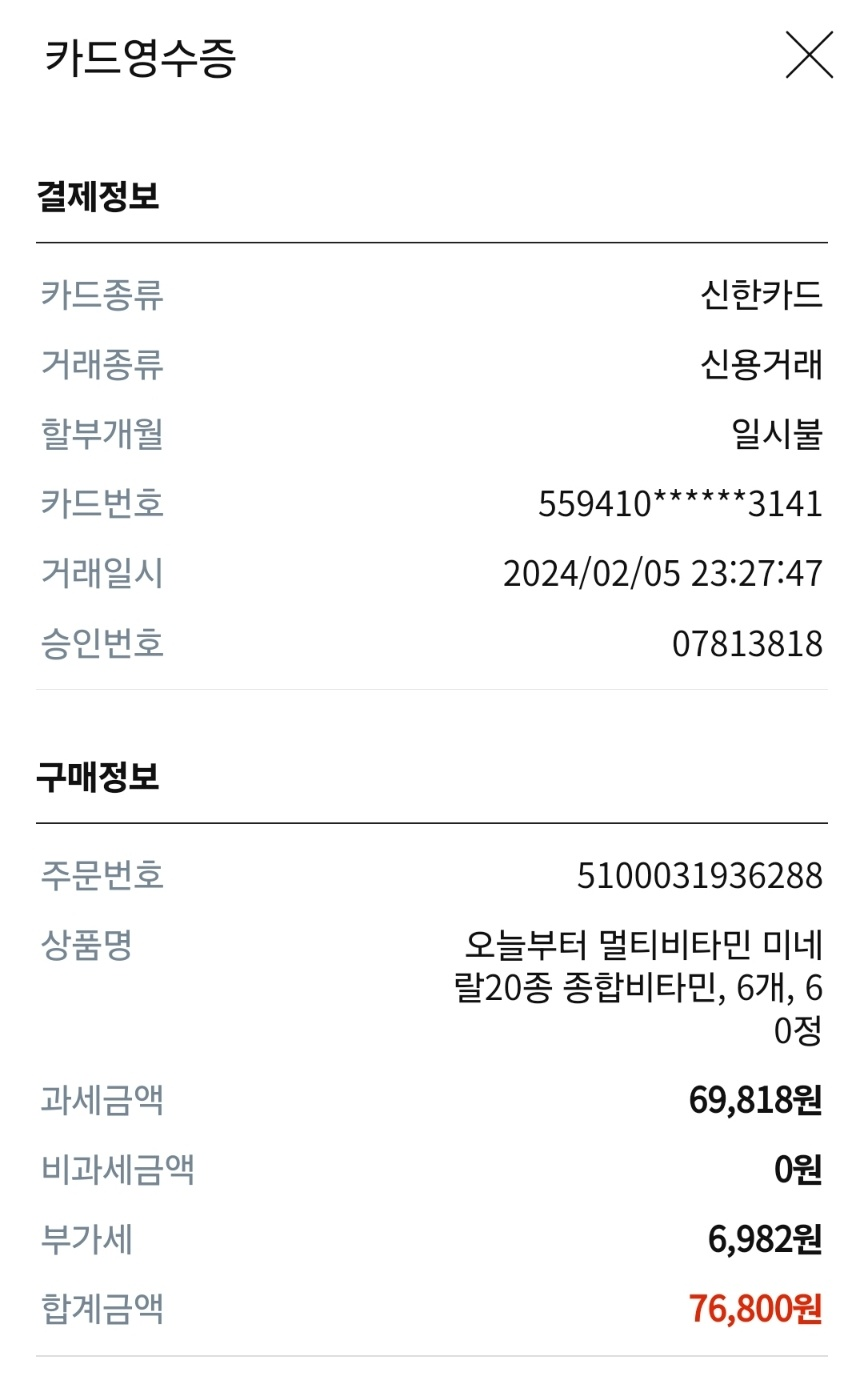 카드영수증
결제정보
카드종류 신한카드
거래종류 신용거래
할부개월 일시불
카드번호 559410******3141
거래일시 2024/02/05 23:27:47
승인번호 07813818
구매정보
주문번호 5100031936288
상품명 오늘부터 멀티비타민 미네
랄20종 종합비타민, 6개, 6
0정
과세금액 69,818원
비과세금액 0원
부가세 6,982원
합계금액 76,800원